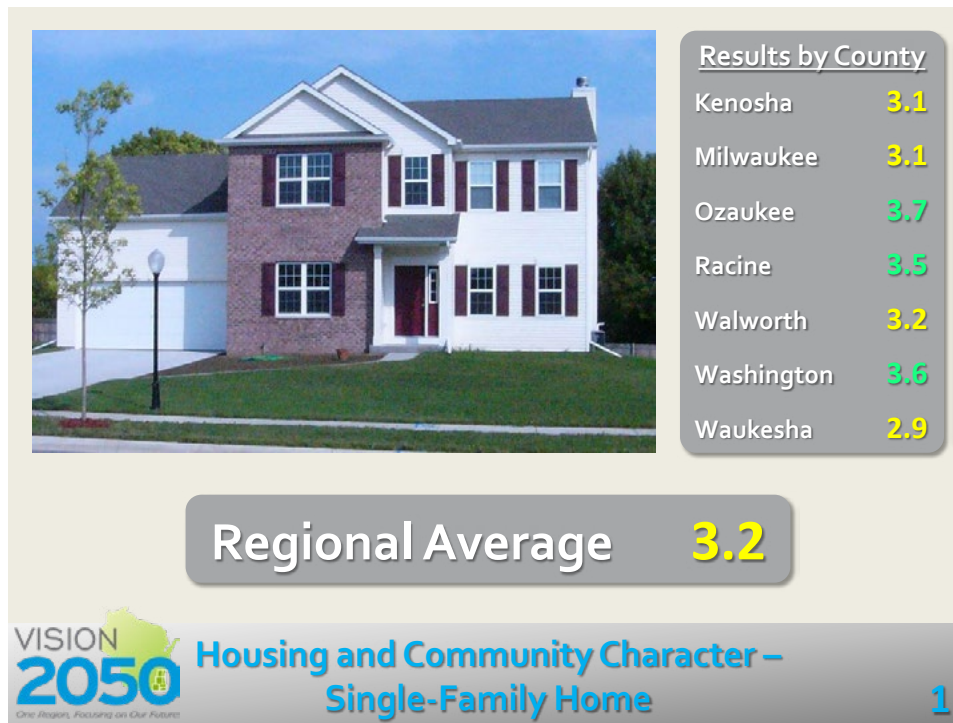 Results by County
Kenosha 3.1
Milwaukee 3.1
Ozaukee 3.7
Racine 3.5
Walworth 3.2
Washington 3.6
Waukesha 2.9
Regional Average 3.2
VISION
2050
One Region, Focusing on Our Future
Housing and Community Character –
Single-Family Home
1